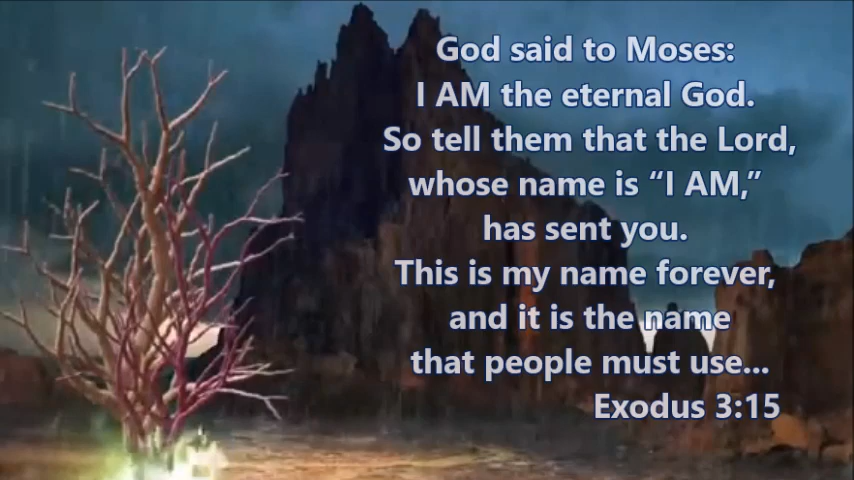 God said to Moses:
I AM the eternal God.
So tell them that the Lord,
whose name is “I AM,”
has sent you.
This is my name forever,
and it is the name
that people must use...
Exodus 3:15